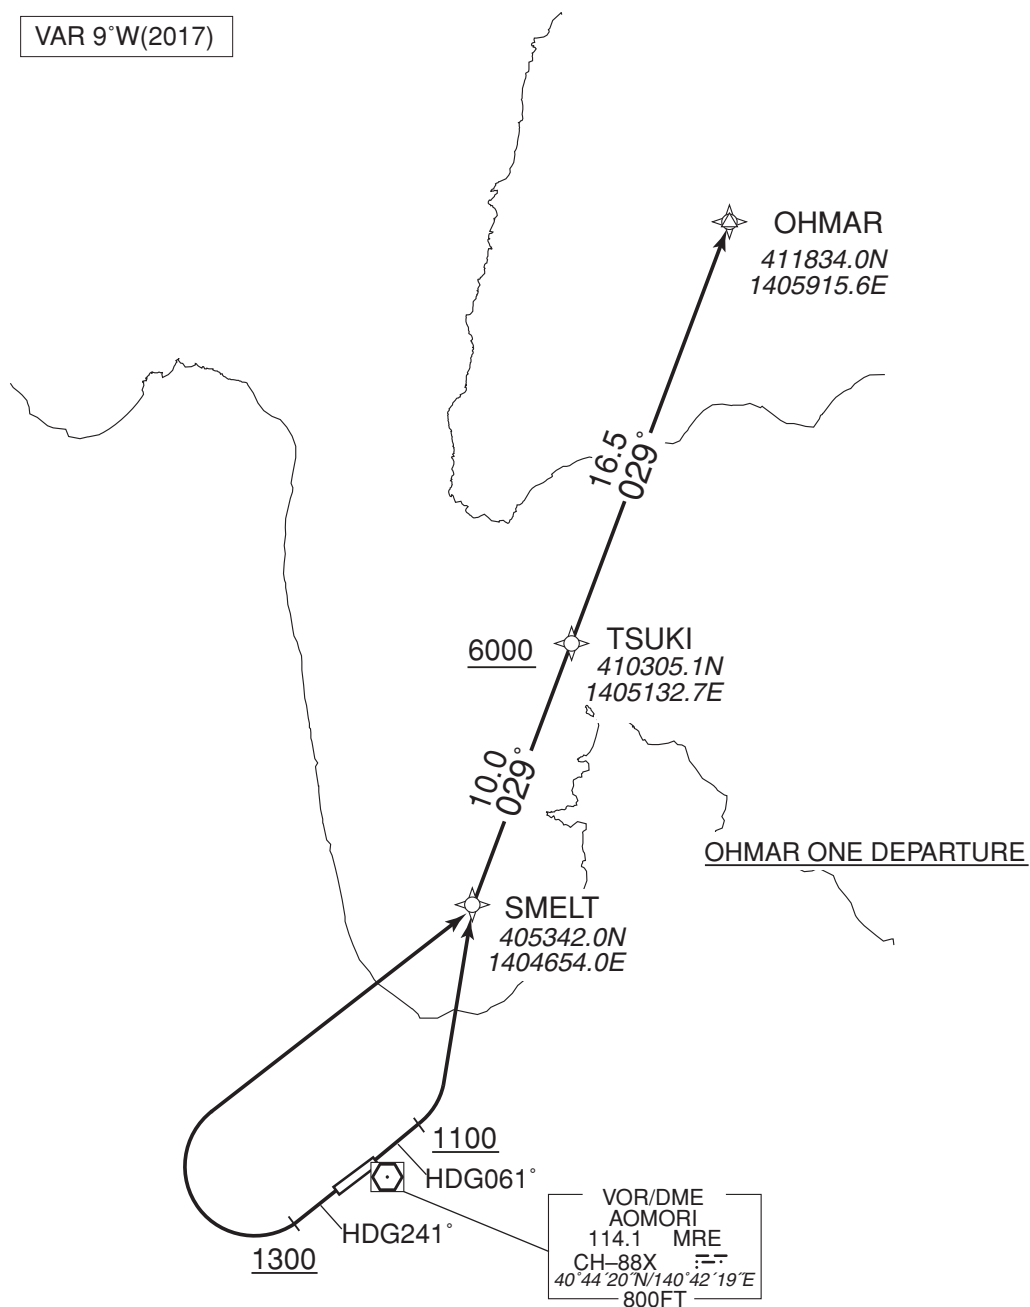 VAR 9°W(2017)
OHMAR
411834.0N
1405915.6E
16.5
029°
6000
TSUKI
410305.1N
1405132.7E
10.0
029°
OHMAR ONE DEPARTURE
SMELT
405342.0N
1404654.0E
1100
HDG061°
HDG241°
1300
VOR/DME
AOMORI
114.1 MRE
CH–88X
40°44´20˝N/140°42´19˝E
800FT